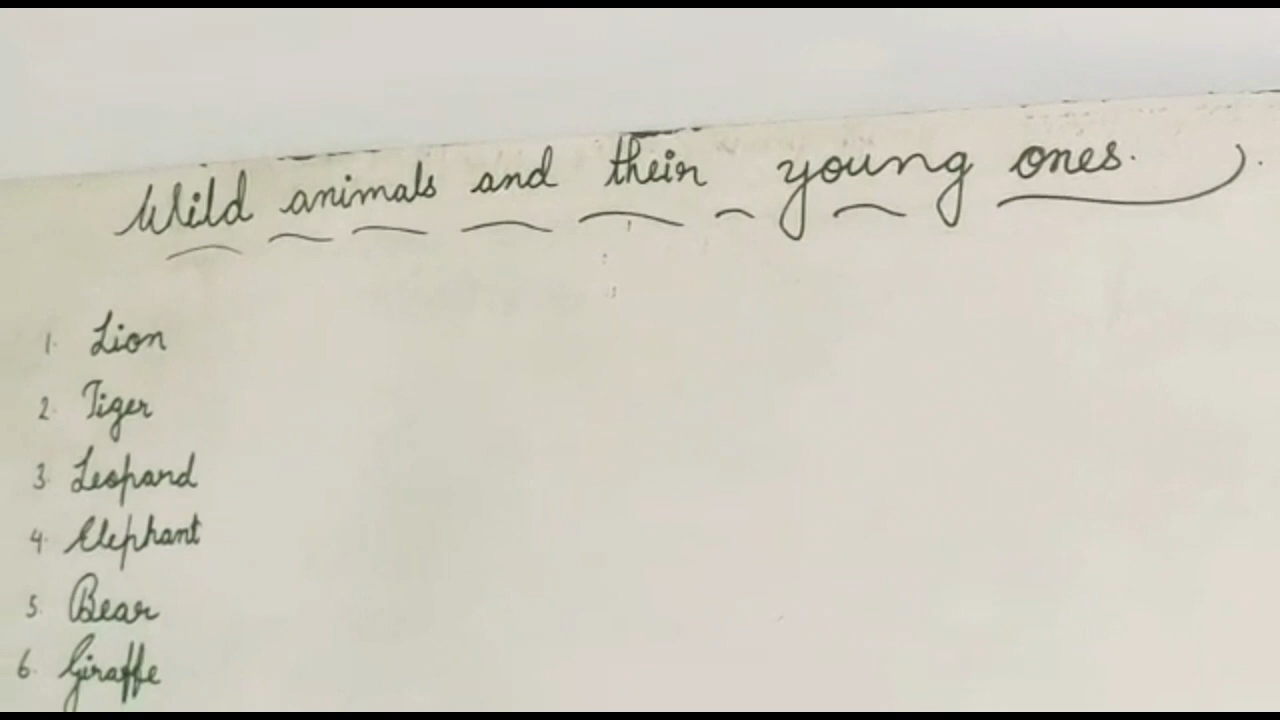 Wild animals and their young ones.
1. Lion
2. Tiger
3. Leopard
4. Elephant
5. Bear
6. Giraffe